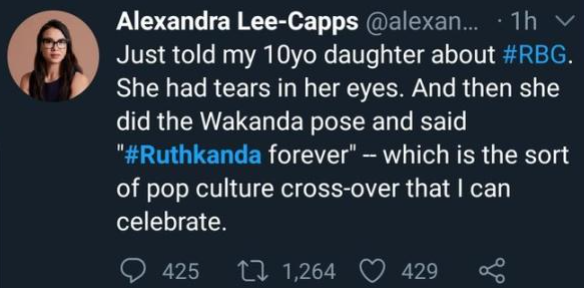 Alexandra Lee-Capps @alexan... · 1h
Just told my 10yo daughter about #RBG.
She had tears in her eyes. And then she
did the Wakanda pose and said
"#Ruthkanda forever" -- which is the sort
of pop culture cross-over that I can
celebrate.
425 1,264 429